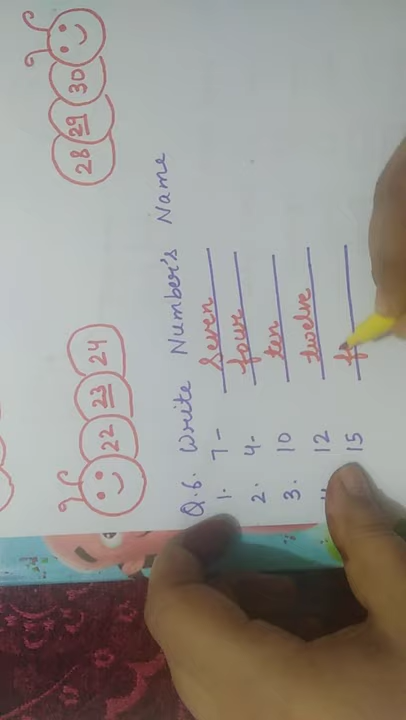 22 23 24
28 29 30
Q.6. Write Number's Name
1. 7- Seven
2. 4- four
3. 10 ten
12 twelve
15 f